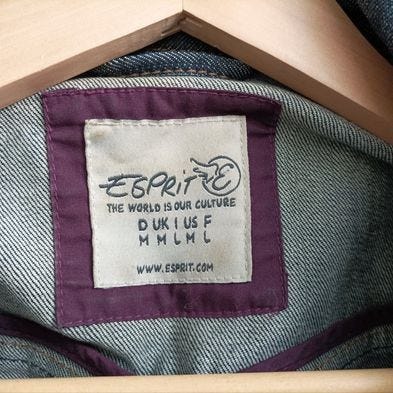 ESPRIT E
THE WORLD IS OUR CULTURE
D UK I US F
M M L M L
WWW.ESPRIT.COM